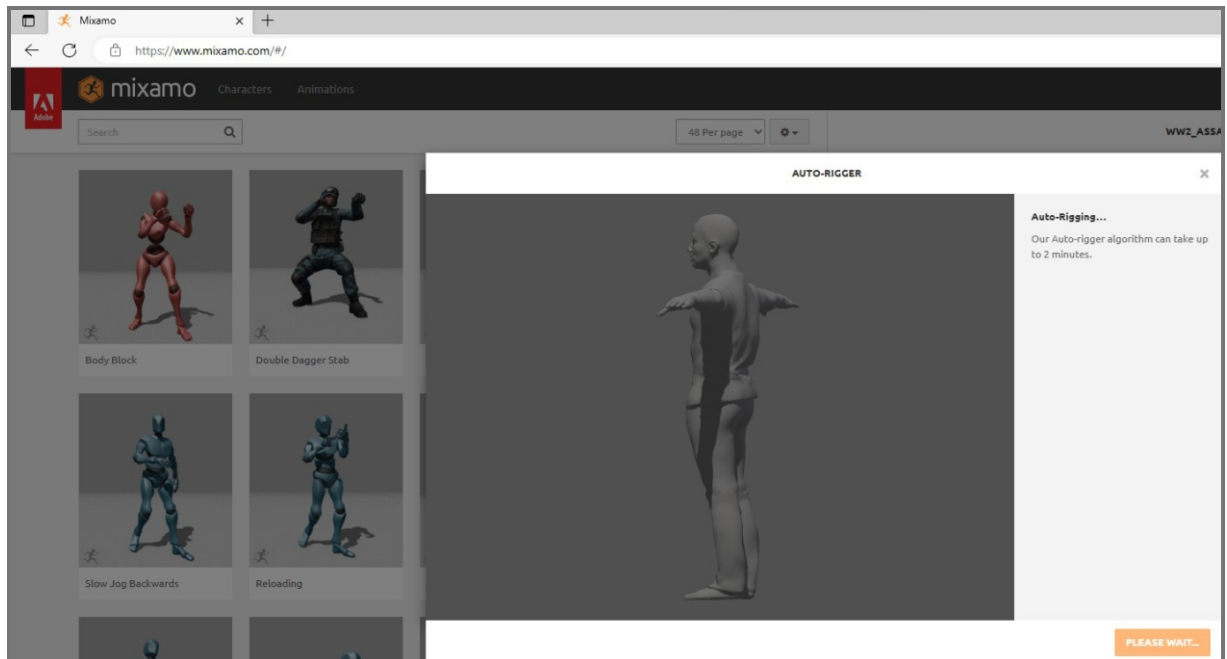 Mixamo
https://www.mixamo.com/#/
Adobe
mixamo Characters Animations
Search
48 Per page
WW2_ASSA
AUTO-RIGGER
Auto-Rigging...
Our Auto-rigger algorithm can take up
to 2 minutes.
Body Block
Double Dagger Stab
Slow Jog Backwards
Reloading
PLEASE WAIT...